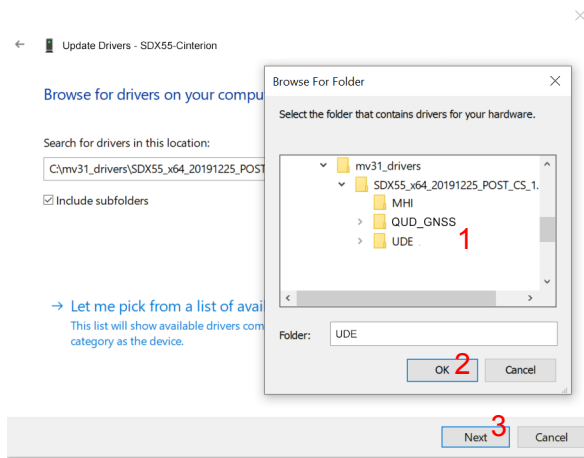 Update Drivers - SDX55-Cinterion
Browse for drivers on your compu
Search for drivers in this location:
C:\mv31_drivers\SDX55_x64_20191225_POST
Include subfolders
Let me pick from a list of avai
This list will show available drivers com
category as the device.
Browse For Folder
Select the folder that contains drivers for your hardware.
mv31_drivers
SDX55_x64_20191225_POST_CS_1.
MHI
QUD_GNSS
UDE
1
Folder: UDE
OK 2 Cancel
Next 3 Cancel